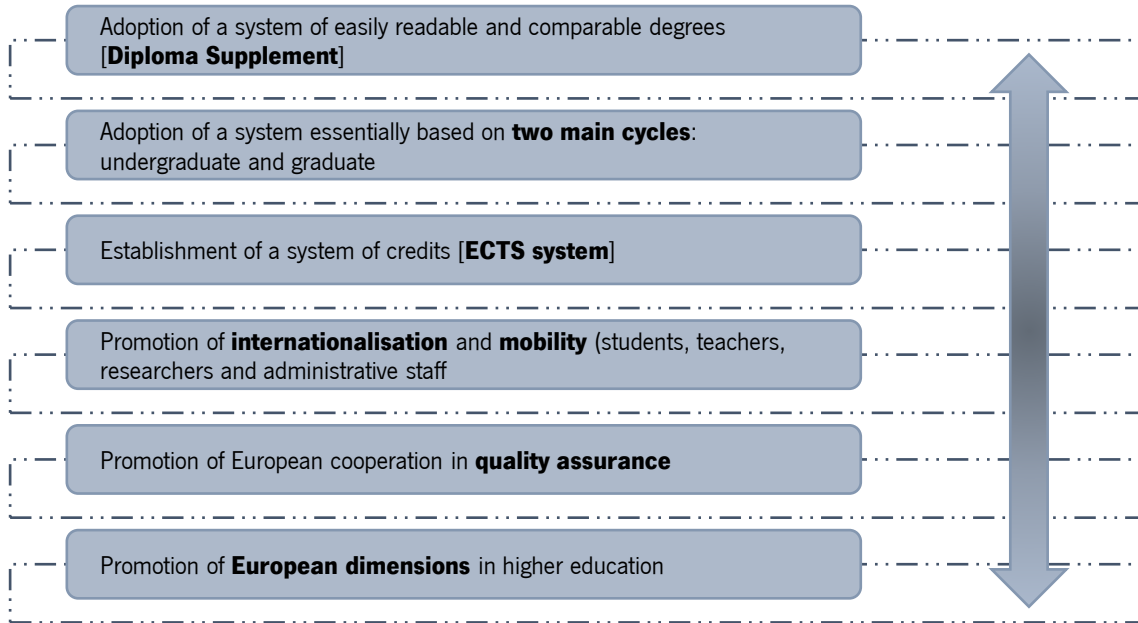 Adoption of a system of easily readable and comparable degrees
[Diploma Supplement]
Adoption of a system essentially based on two main cycles:
undergraduate and graduate
Establishment of a system of credits [ECTS system]
Promotion of internationalisation and mobility (students, teachers,
researchers and administrative staff
Promotion of European cooperation in quality assurance
Promotion of European dimensions in higher education